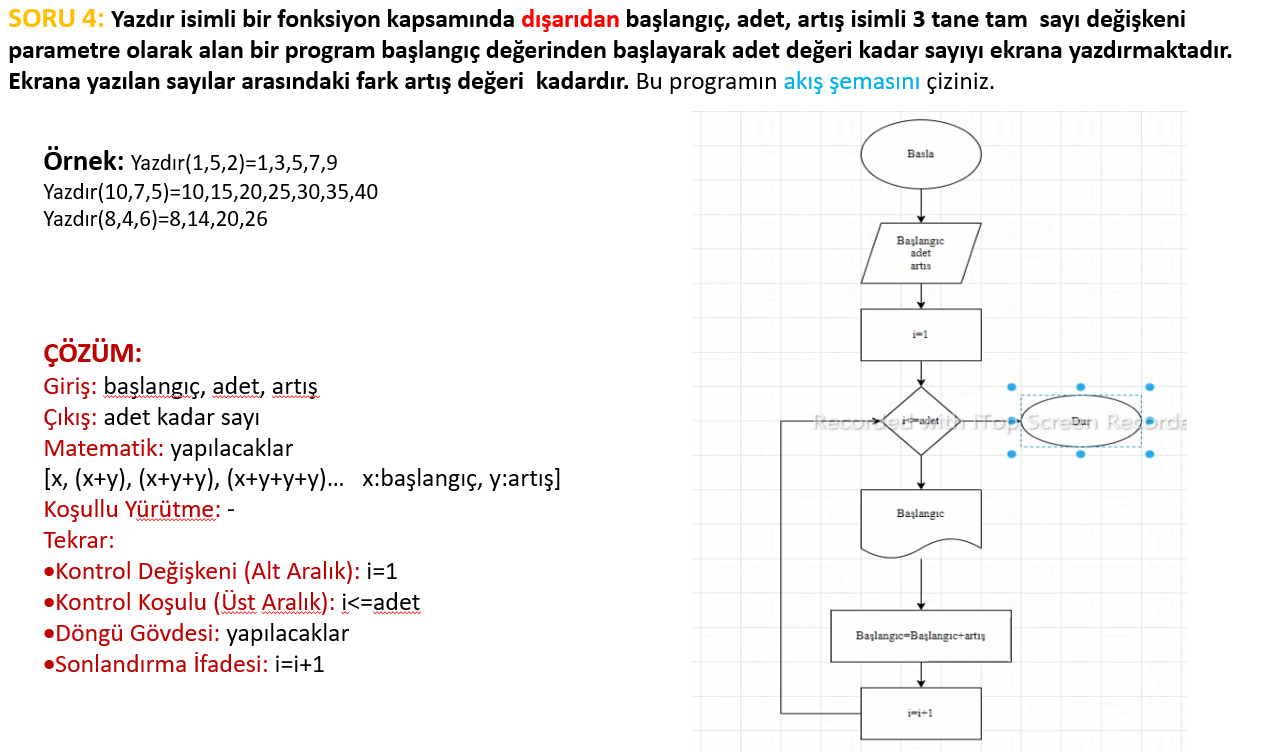 SORU 4: Yazdır isimli bir fonksiyon kapsamında dışarıdan başlangıç, adet, artış isimli 3 tane tam sayı değişkeni
parametre olarak alan bir program başlangıç değerinden başlayarak adet değeri kadar sayıyı ekrana yazdırmaktadır.
Ekrana yazılan sayılar arasındaki fark artış değeri kadardır. Bu programın akış şemasını çiziniz.
Örnek: Yazdır(1,5,2)=1,3,5,7,9
Yazdır(10,7,5)=10,15,20,25,30,35,40
Yazdır(8,4,6)=8,14,20,26
ÇÖZÜM:
Giriş: başlangıç, adet, artış
Çıkış: adet kadar sayı
Matematik: yapılacaklar
[x, (x+y), (x+y+y), (x+y+y+y)... x:başlangıç, y:artış]
Koşullu Yürütme: -
Tekrar:
•Kontrol Değişkeni (Alt Aralık): i=1
•Kontrol Koşulu (Üst Aralık): i<=adet
•Döngü Gövdesi: yapılacaklar
•Sonlandırma İfadesi: i=i+1
Basla
Başlangıc
adet
artıs
i=1
i<=adet
Dur
Recorded with iTop Screen Recorde
Başlangıc
Başlangıc=Başlangıc+artış
i=i+1